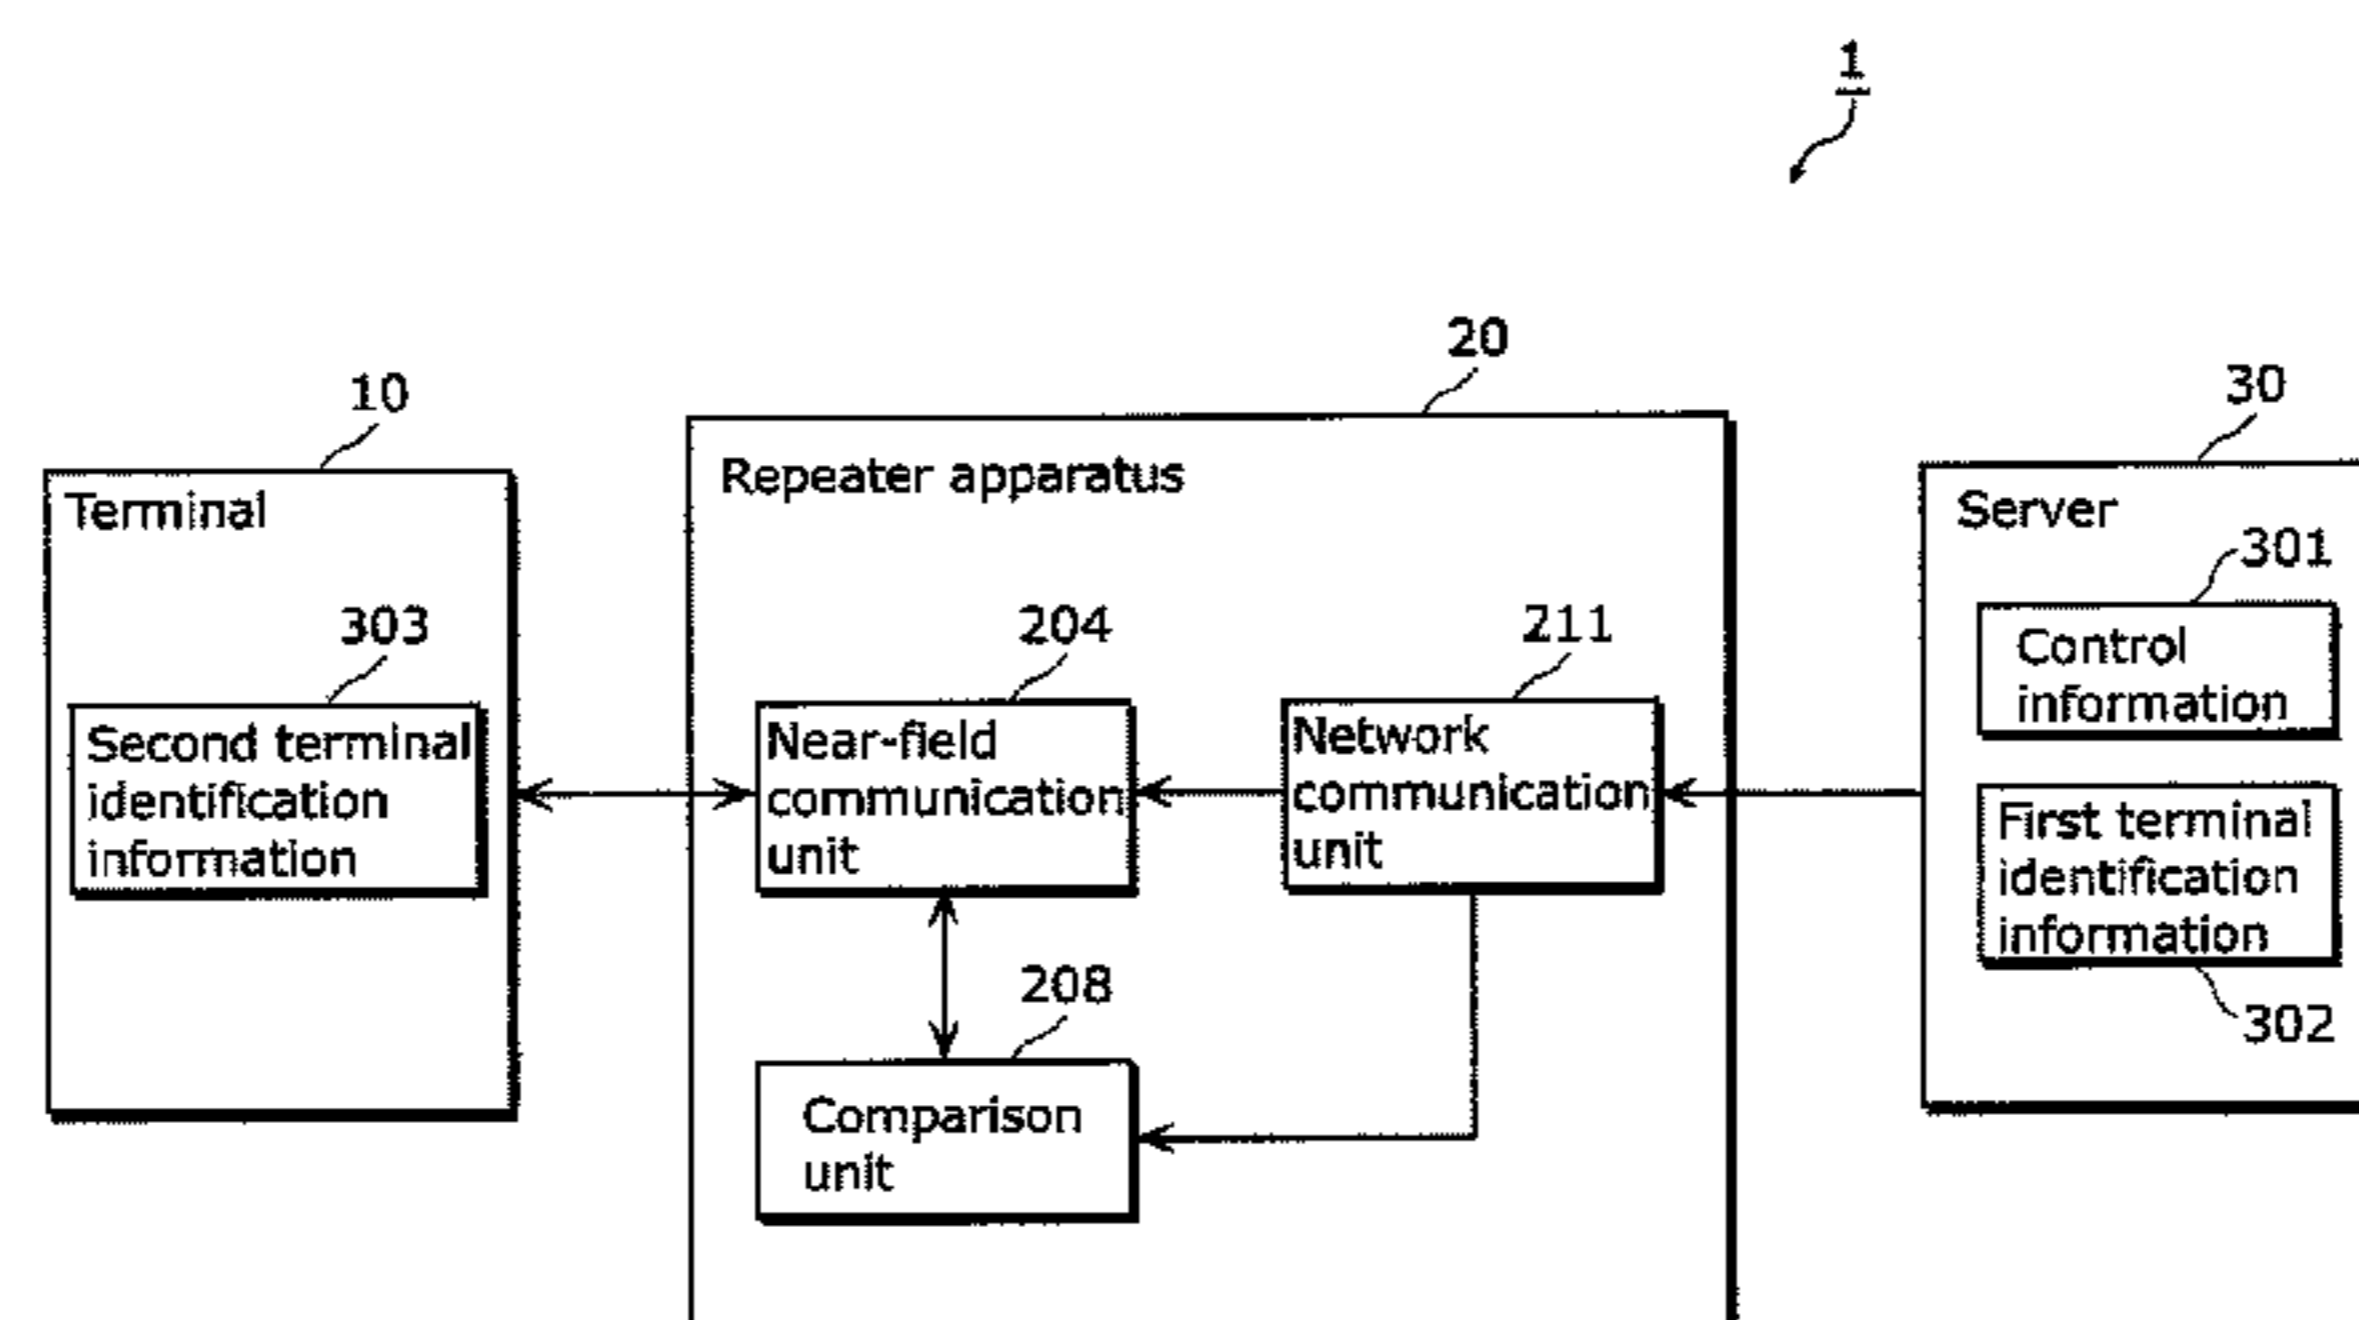 1
20
10
30
Repeater apparatus
Terminal
Server
301
303
204
211
Control
information
Second terminal
identification
information
Near-field
communication
unit
Network
communication
unit
First terminal
identification
information
302
208
Comparison
unit